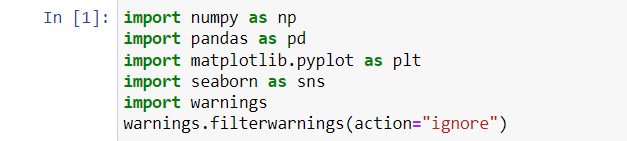 In [1]: import numpy as np
import pandas as pd
import matplotlib.pyplot as plt
import seaborn as sns
import warnings
warnings.filterwarnings(action="ignore")